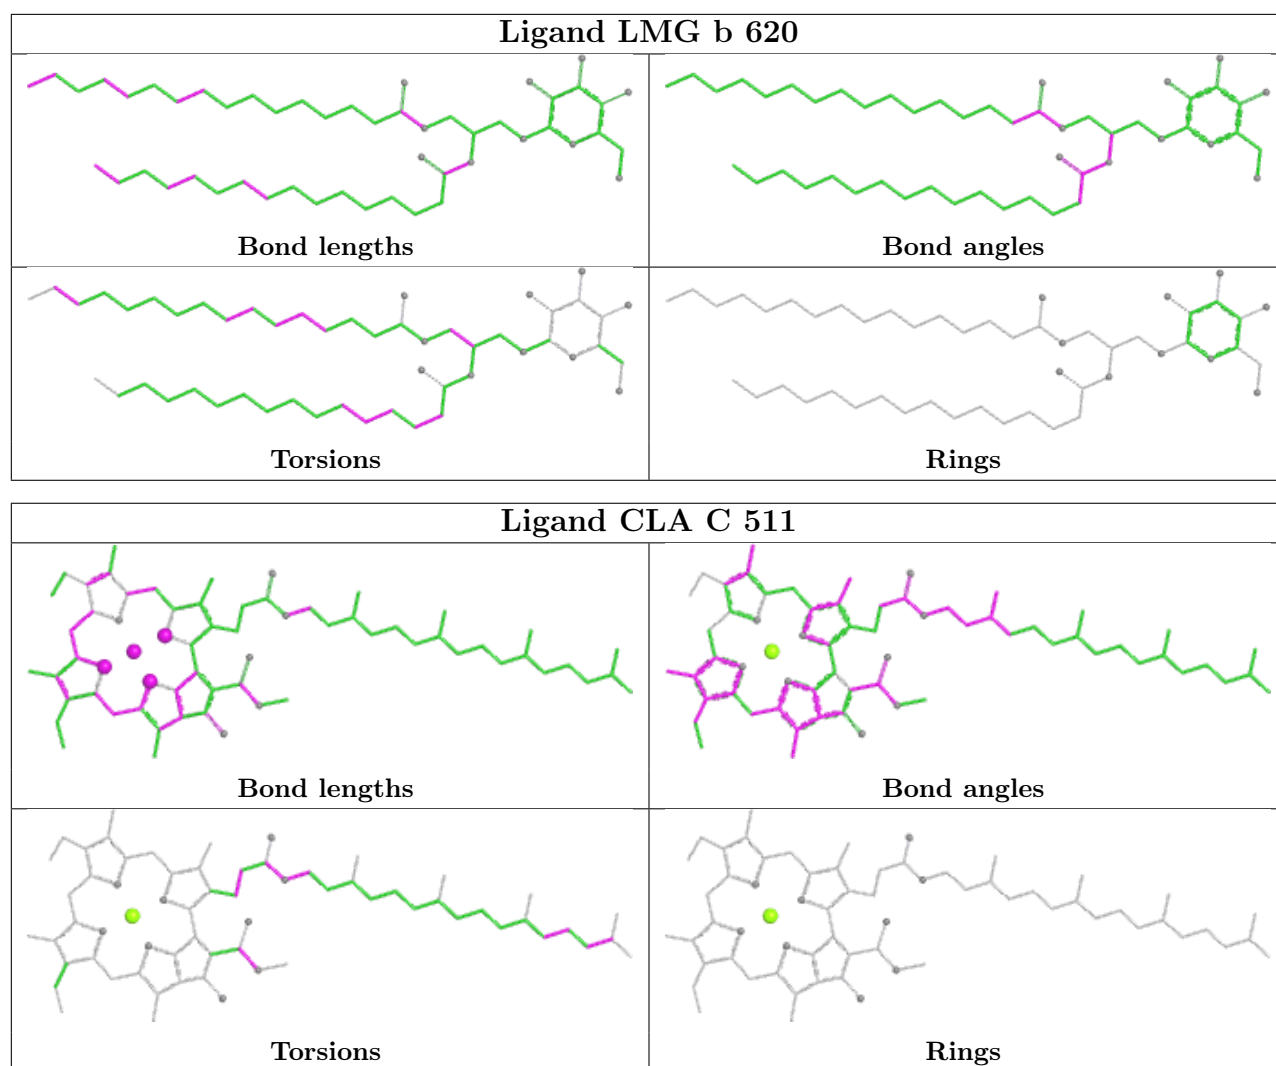 Ligand LMG b 620
Bond lengths
Bond angles
Torsions
Rings
Ligand CLA C 511
Bond lengths
Bond angles
Torsions
Rings